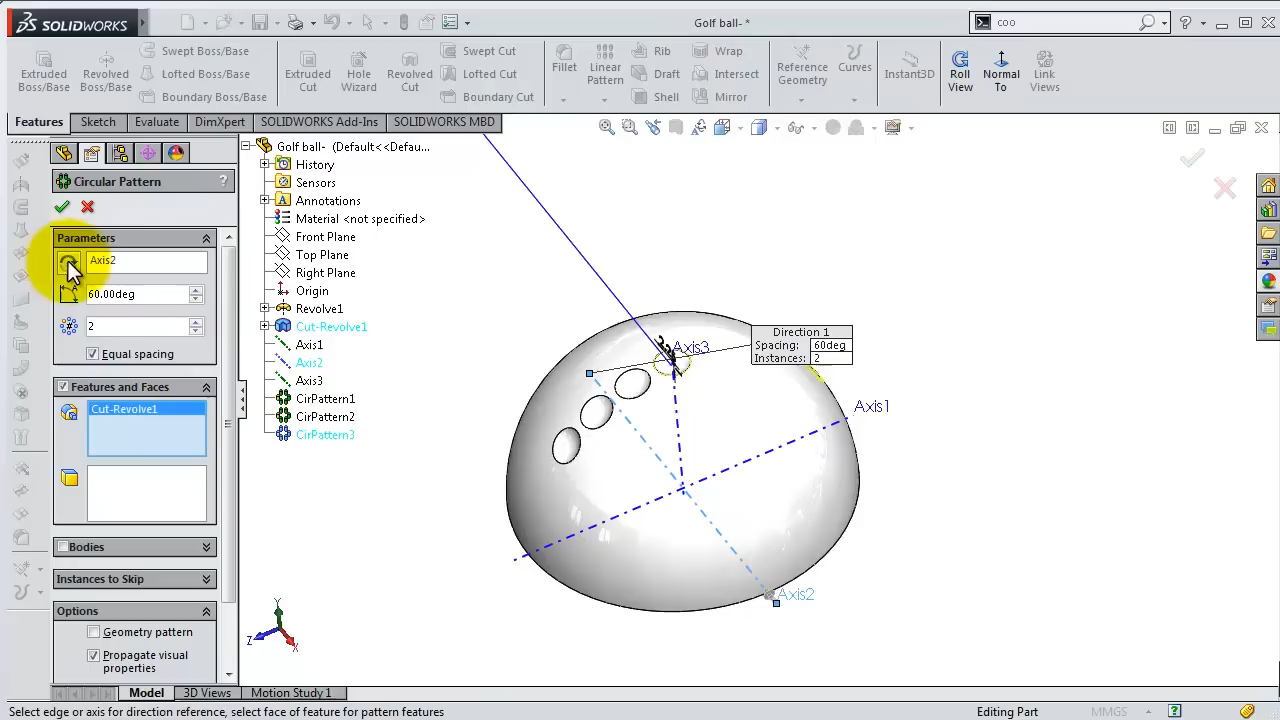 SOLIDWORKS
Golf ball- *
coo
Extruded Boss/Base
Revolved Boss/Base
Swept Boss/Base
Lofted Boss/Base
Boundary Boss/Base
Extruded Cut
Hole Wizard
Revolved Cut
Swept Cut
Lofted Cut
Boundary Cut
Fillet
Linear Pattern
Rib
Draft
Shell
Wrap
Intersect
Mirror
Reference Geometry
Curves
Instant3D
Roll View
Normal To
Link Views
Features
Sketch
Evaluate
DimXpert
SOLIDWORKS Add-Ins
SOLIDWORKS MBD
Circular Pattern
?
Parameters
Axis2
60.00deg
2
Equal spacing
Features and Faces
Cut-Revolve1
Bodies
Instances to Skip
Options
Geometry pattern
Propagate visual properties
Golf ball- (Default<<Defau...
History
Sensors
Annotations
Material <not specified>
Front Plane
Top Plane
Right Plane
Origin
Revolve1
Cut-Revolve1
Axis1
Axis2
Axis3
CirPattern1
CirPattern2
CirPattern3
Axis3
Direction 1
Spacing: 60deg
Instances: 2
Axis1
Axis2
Y
Z
X
Model
3D Views
Motion Study 1
Select edge or axis for direction reference, select face of feature for pattern features
Editing Part
MMGS